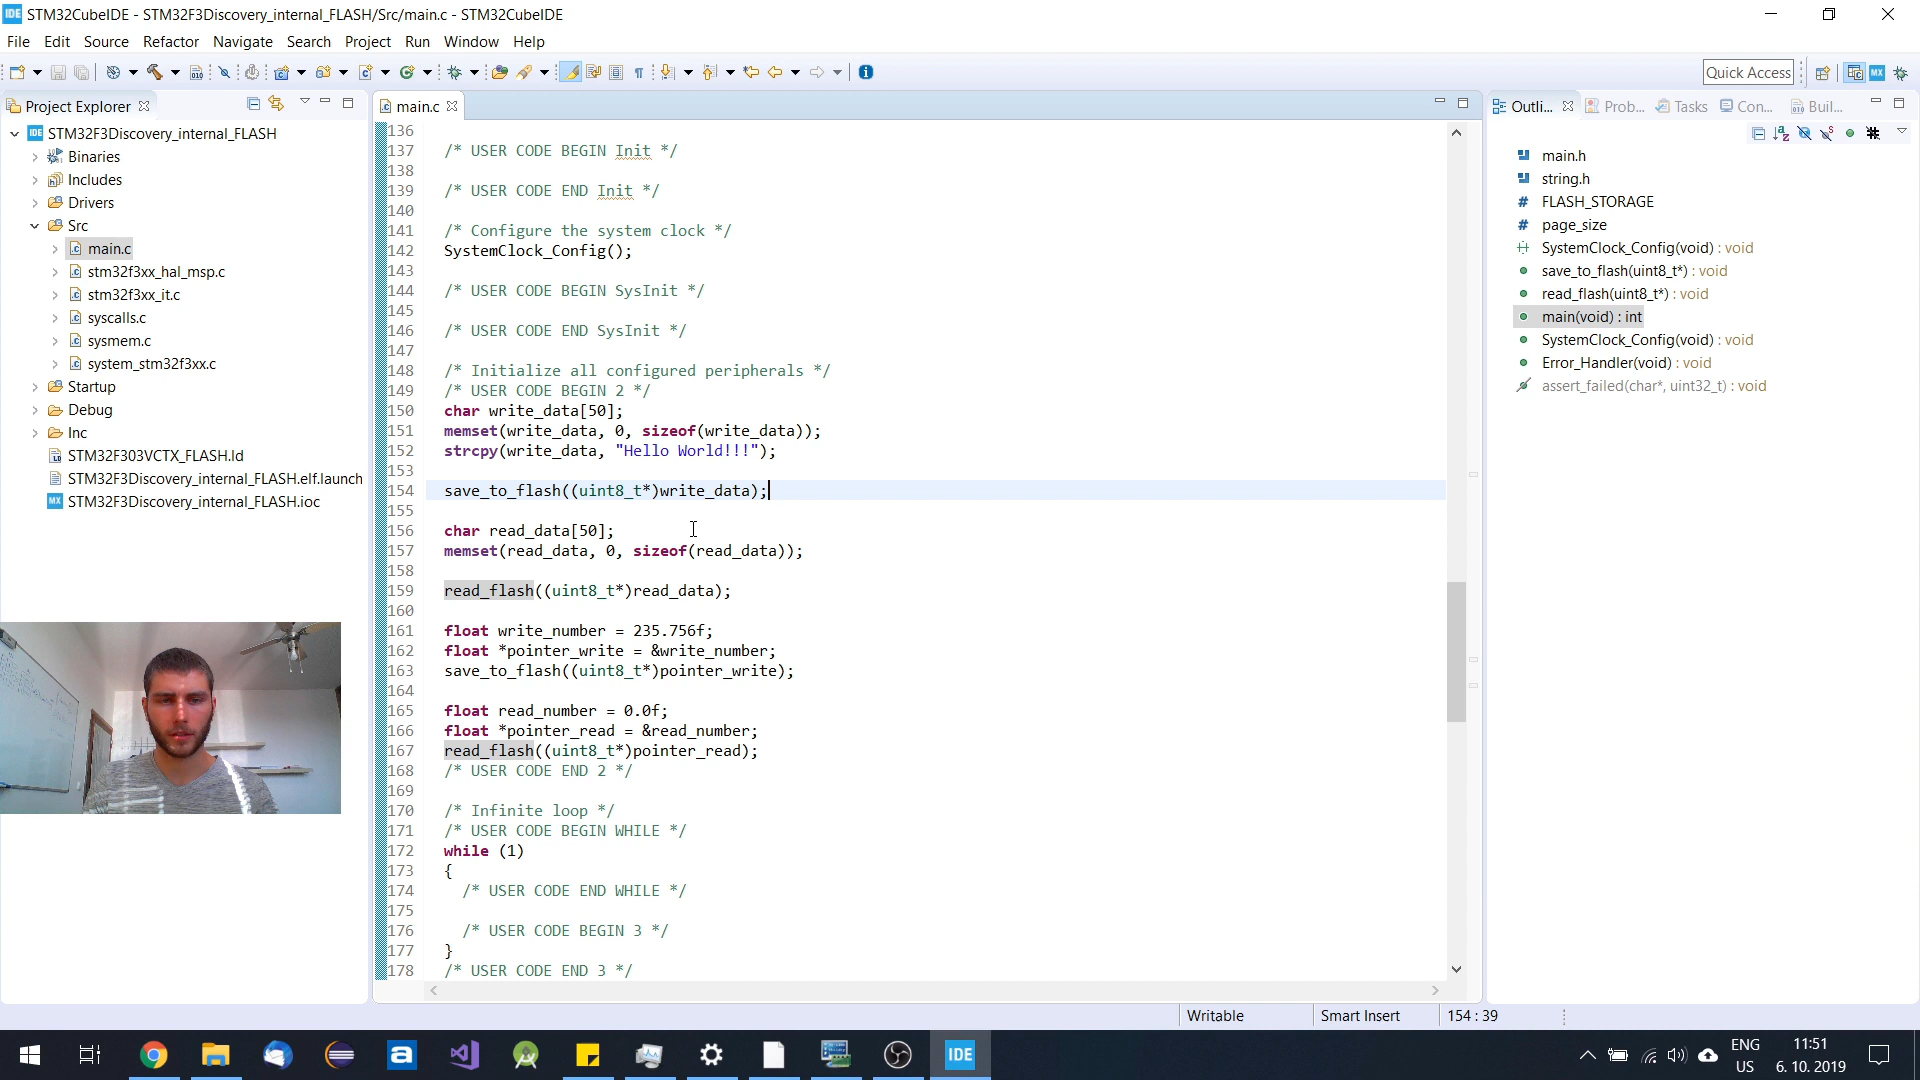 IDE STM32CubeIDE - STM32F3Discovery_internal_FLASH/Src/main.c - STM32CubeIDE
File Edit Source Refactor Navigate Search Project Run Window Help
Quick Access
Project Explorer
STM32F3Discovery_internal_FLASH
Binaries
Includes
Drivers
Src
main.c
stm32f3xx_hal_msp.c
stm32f3xx_it.c
syscalls.c
sysmem.c
system_stm32f3xx.c
Startup
Debug
Inc
STM32F303VCTX_FLASH.ld
STM32F3Discovery_internal_FLASH.elf.launch
MX STM32F3Discovery_internal_FLASH.ioc
main.c
136
137 /* USER CODE BEGIN Init */
138
139 /* USER CODE END Init */
140
141 /* Configure the system clock */
142 SystemClock_Config();
143
144 /* USER CODE BEGIN SysInit */
145
146 /* USER CODE END SysInit */
147
148 /* Initialize all configured peripherals */
149 /* USER CODE BEGIN 2 */
150 char write_data[50];
151 memset(write_data, 0, sizeof(write_data));
152 strcpy(write_data, "Hello World!!!");
153
154 save_to_flash((uint8_t*)write_data);
155
156 char read_data[50];
157 memset(read_data, 0, sizeof(read_data));
158
159 read_flash((uint8_t*)read_data);
160
161 float write_number = 235.756f;
162 float *pointer_write = &write_number;
163 save_to_flash((uint8_t*)pointer_write);
164
165 float read_number = 0.0f;
166 float *pointer_read = &read_number;
167 read_flash((uint8_t*)pointer_read);
168 /* USER CODE END 2 */
169
170 /* Infinite loop */
171 /* USER CODE BEGIN WHILE */
172 while (1)
173 {
174 /* USER CODE END WHILE */
175
176 /* USER CODE BEGIN 3 */
177 }
178 /* USER CODE END 3 */
Outli... Prob... Tasks Con... Buil...
main.h
string.h
# FLASH_STORAGE
# page_size
SystemClock_Config(void) : void
save_to_flash(uint8_t*) : void
read_flash(uint8_t*) : void
main(void) : int
SystemClock_Config(void) : void
Error_Handler(void) : void
assert_failed(char*, uint32_t) : void
Writable Smart Insert 154 : 39
IDE
ENG
US
11:51
6. 10. 2019